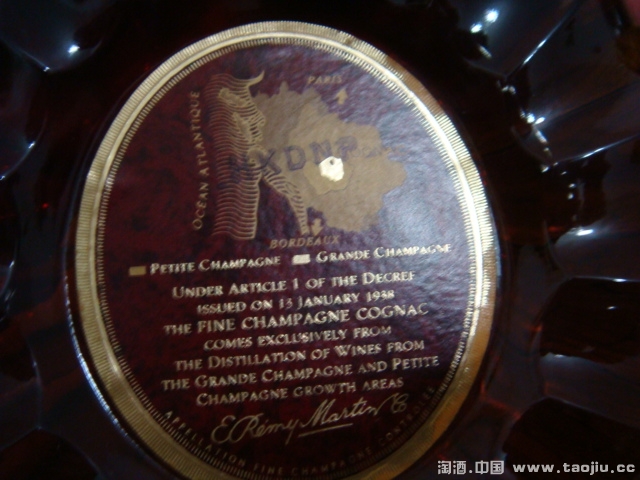 PARIS
OCEAN ATLANTIQUE
BORDEAUX
PETITE CHAMPAGNE GRANDE CHAMPAGNE
UNDER ARTICLE 1 OF THE DECREE
ISSUED ON 13 JANUARY 1938
THE FINE CHAMPAGNE COGNAC
COMES EXCLUSIVELY FROM
THE DISTILLATION OF WINES FROM
THE GRANDE CHAMPAGNE AND PETITE
CHAMPAGNE GROWTH AREAS
E. Remy Martin &
APPELLATION FINE CHAMPAGNE CONTROLEE
淘酒.中国 www.taojiu.cc